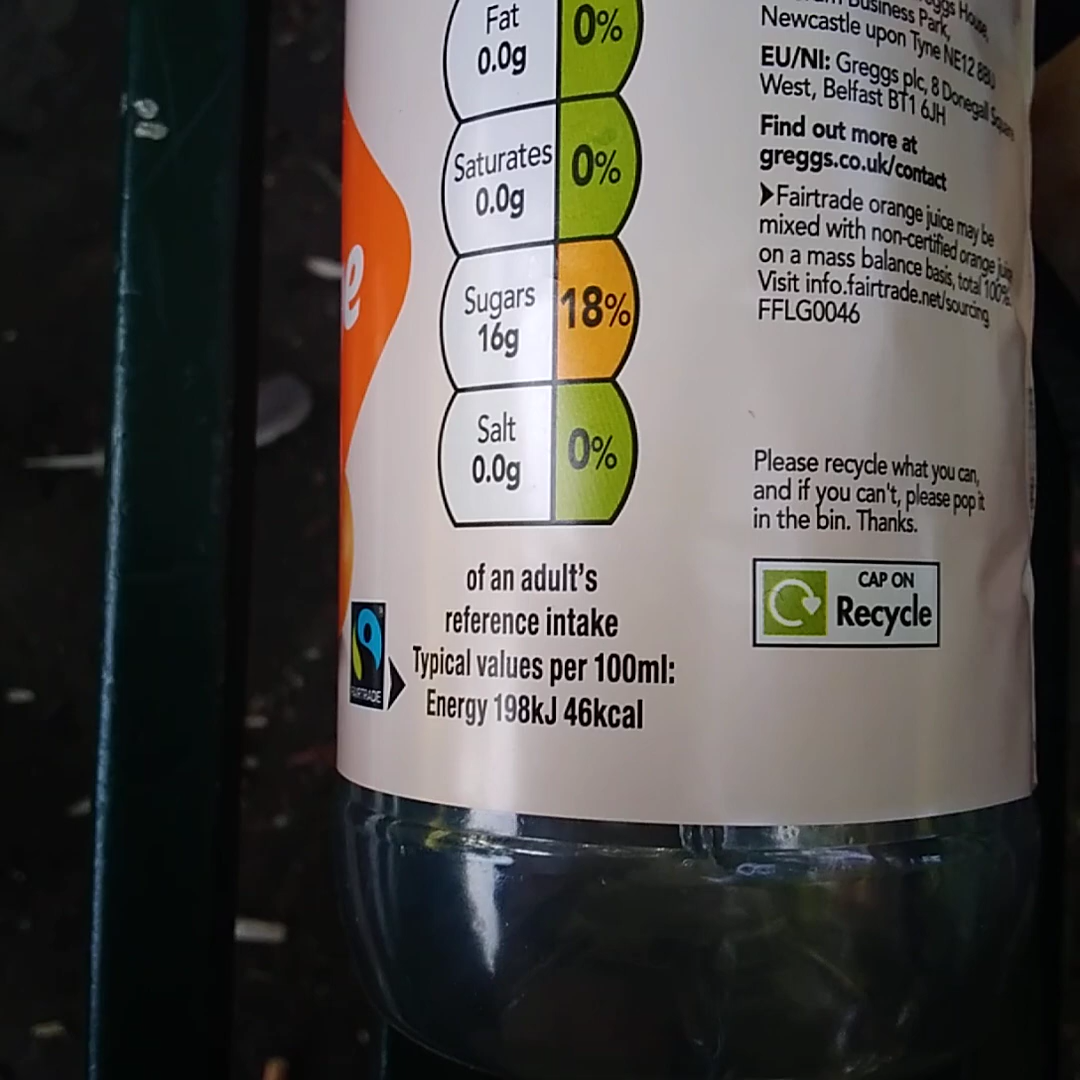 Fat
0.0g
0%
Saturates
0.0g
0%
Sugars
16g
18%
Salt
0.0g
0%
of an adult's
reference intake
Typical values per 100ml:
Energy 198kJ 46kcal
e
FAIRTRADE
House,
Business Park,
Newcastle upon Tyne NE12 8BU
EU/NI: Greggs plc, 8 Donegall Square
West, Belfast BT1 6JH
Find out more at
greggs.co.uk/contact
Fairtrade orange juice may be
mixed with non-certified orange juice
on a mass balance basis, total 100%.
Visit info.fairtrade.net/sourcing
FFLG0046
Please recycle what you can,
and if you can't, please pop it
in the bin. Thanks.
CAP ON
Recycle